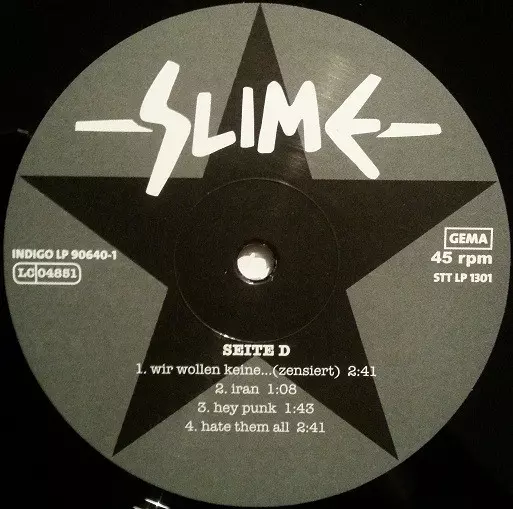 SLIME
INDIGO LP 90640-1
LC 04851
GEMA
45 rpm
STT LP 1301
SEITE D
1. wir wollen keine...(zensiert) 2:41
2. iran 1:08
3. hey punk 1:43
4. hate them all 2:41